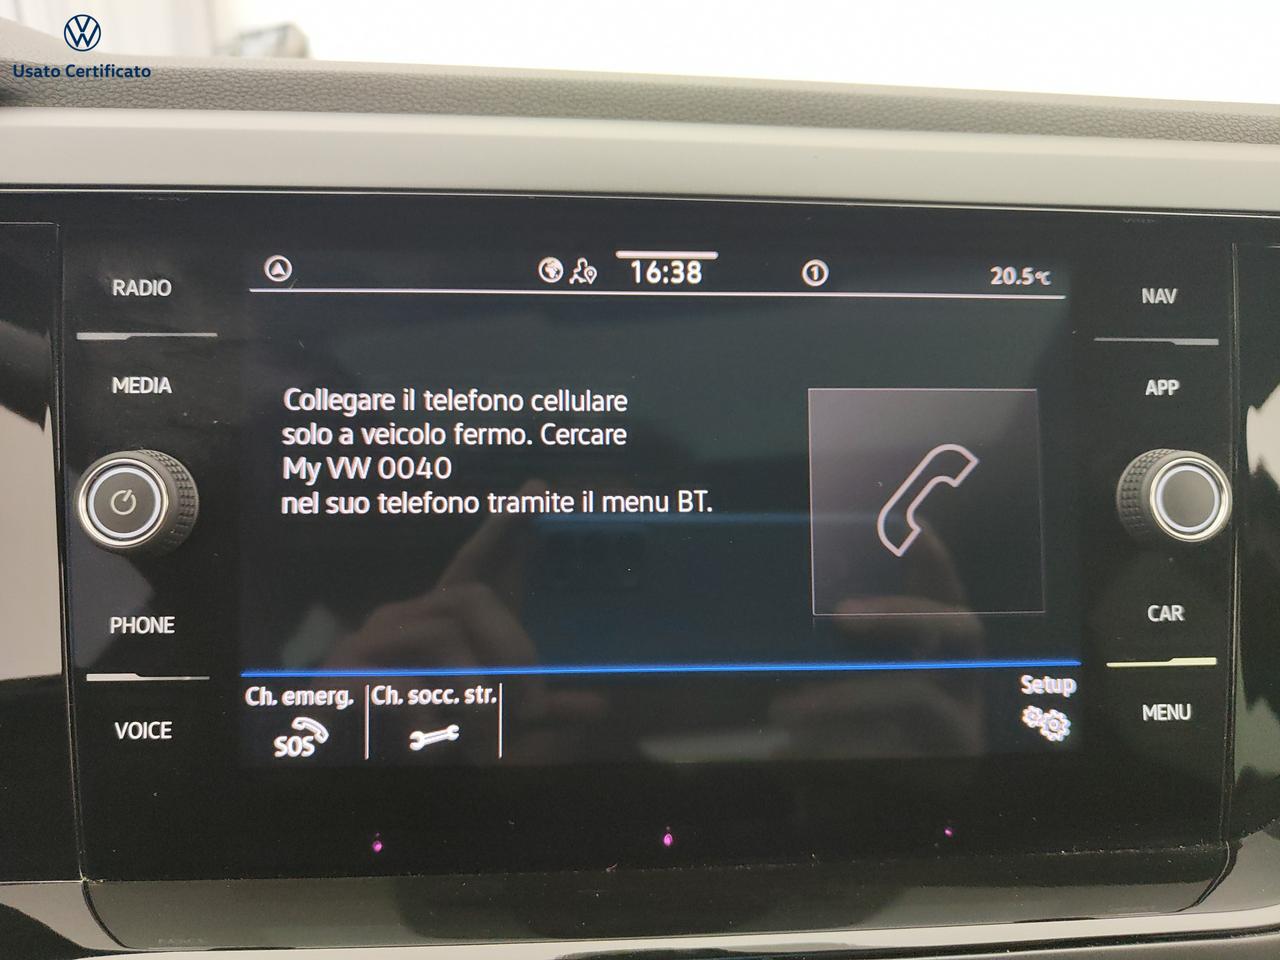 Usato Certificato
16:38
1
20.5°C
RADIO
MEDIA
PHONE
VOICE
Collegare il telefono cellulare
solo a veicolo fermo. Cercare
My VW 0040
nel suo telefono tramite il menu BT.
Ch. emerg.
SOS
Ch. socc. str.
Setup
NAV
APP
CAR
MENU